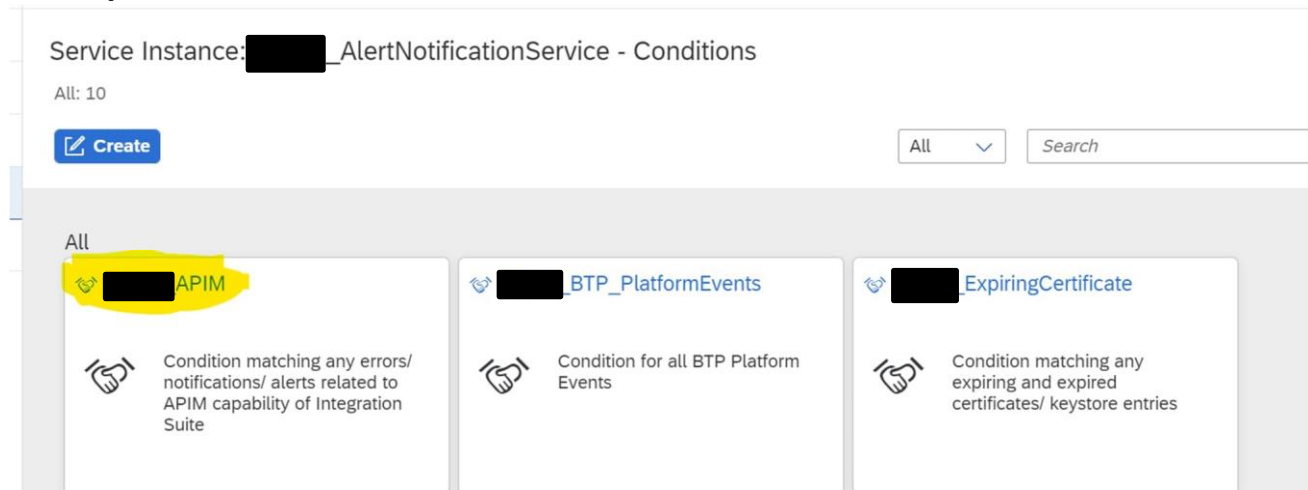 Service Instance: _AlertNotificationService - Conditions
All: 10
Create
All
Search
All
_APIM
_BTP_PlatformEvents
_ExpiringCertificate
Condition matching any errors/
notifications/ alerts related to
APIM capability of Integration
Suite
Condition for all BTP Platform
Events
Condition matching any
expiring and expired
certificates/ keystore entries